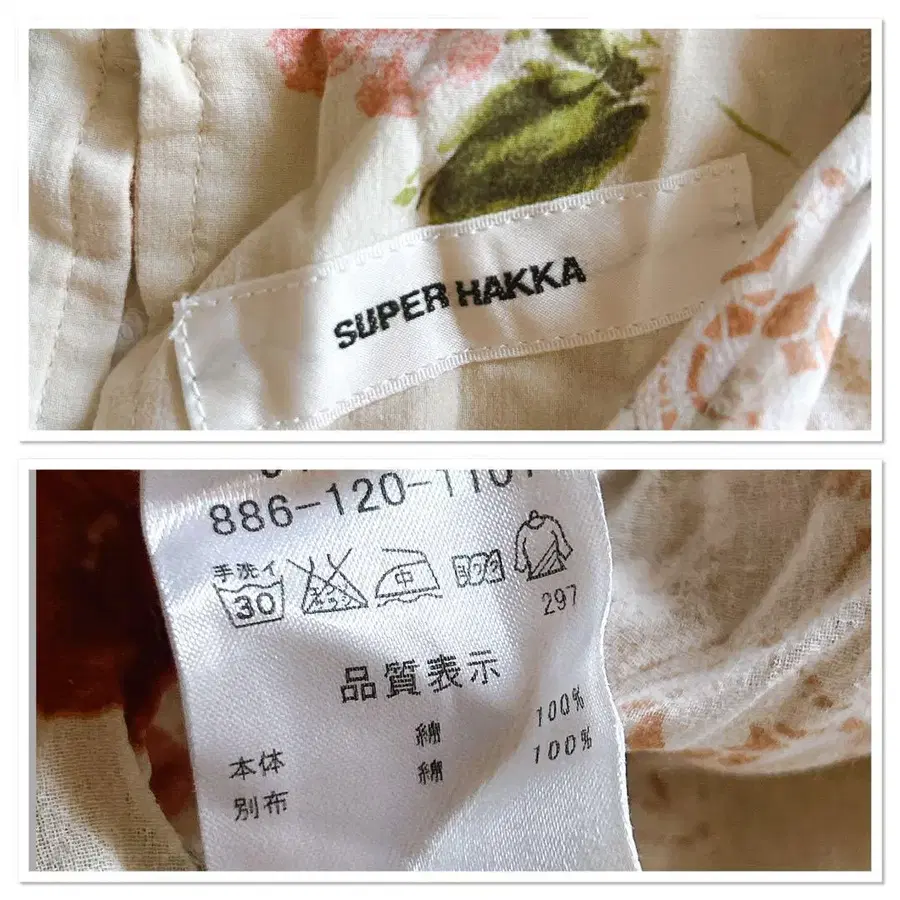 SUPER HAKKA
886-120-1101
手洗イ
30
中
297
品質表示
本体 綿 100%
別布 綿 100%